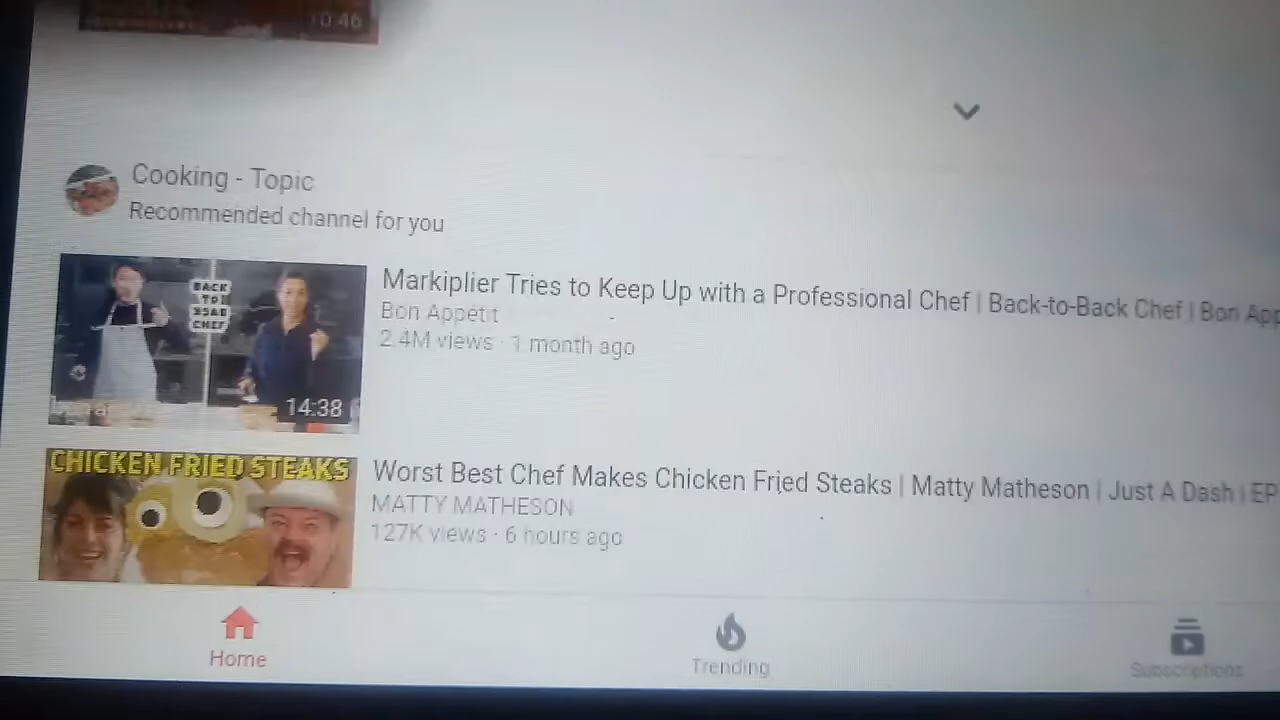 10:46
Cooking - Topic
Recommended channel for you
BACK
TO
BACK
CHEF
14:38
Markiplier Tries to Keep Up with a Professional Chef | Back-to-Back Chef | Bon App
Bon Appétit
2.4M views · 1 month ago
CHICKEN FRIED STEAKS
Worst Best Chef Makes Chicken Fried Steaks | Matty Matheson | Just A Dash | EP
MATTY MATHESON
127K views · 6 hours ago
Home
Trending
Subscriptions